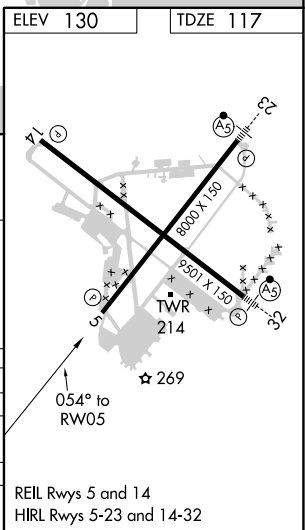 ELEV 130
TDZE 117
14
P
A5
23
P
8000 X 150
9501 X 150
P
A5
P
5
TWR
214
32
269
054° to
RW05
REIL Rwys 5 and 14
HIRL Rwys 5-23 and 14-32